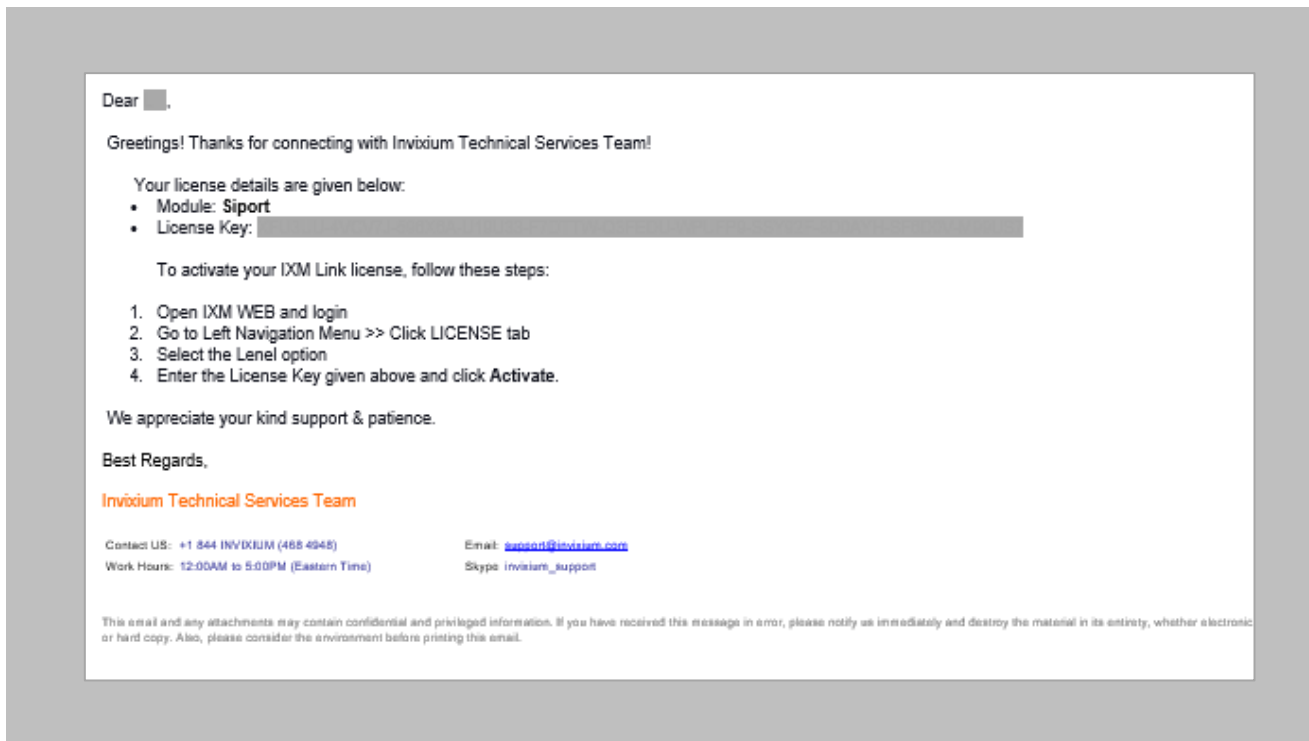 Dear ,
Greetings! Thanks for connecting with Invixium Technical Services Team!
Your license details are given below:
• Module: Siport
• License Key:
To activate your IXM Link license, follow these steps:
1. Open IXM WEB and login
2. Go to Left Navigation Menu >> Click LICENSE tab
3. Select the Lenel option
4. Enter the License Key given above and click Activate.
We appreciate your kind support & patience.
Best Regards,
Invixium Technical Services Team
Contact US: +1 844 INVIXIUM (468 4948) Email: support@invixium.com
Work Hours: 12:00AM to 5:00PM (Eastern Time) Skype invixium_support
This email and any attachments may contain confidential and privileged information. If you have received this message in error, please notify us immediately and destroy the material in its entirety, whether electronic
or hard copy. Also, please consider the environment before printing this email.